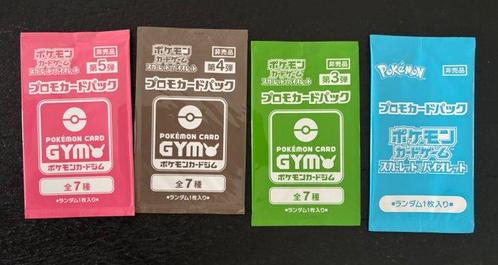 ポケモン
カードゲーム
スカーレット バイオレット
非売品
第5弾
プロモカードパック
POKÉMON CARD
GYM
ポケモンカードジム
全7種
※ランダム1枚入り※
ポケモン
カードゲーム
スカーレット バイオレット
非売品
第4弾
プロモカードパック
POKÉMON CARD
GYM
ポケモンカードジム
全7種
※ランダム1枚入り※
ポケモン
カードゲーム
スカーレット バイオレット
非売品
第3弾
プロモカードパック
POKÉMON CARD
GYM
ポケモンカードジム
全7種
※ランダム1枚入り※
POKÉMON
非売品
プロモカードパック
ポケモン
カードゲーム
スカーレット バイオレット
※ランダム1枚入り※